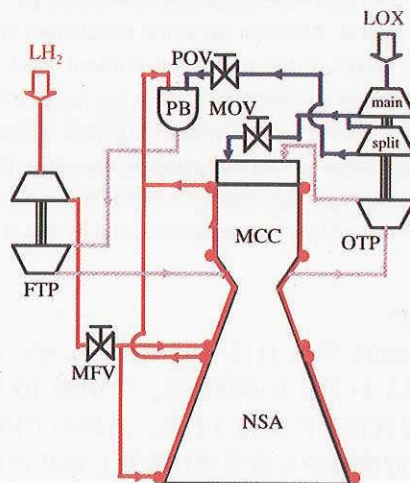 LH₂
LOX
POV
PB
MOV
main
split
MCC
OTP
FTP
MFV
NSA